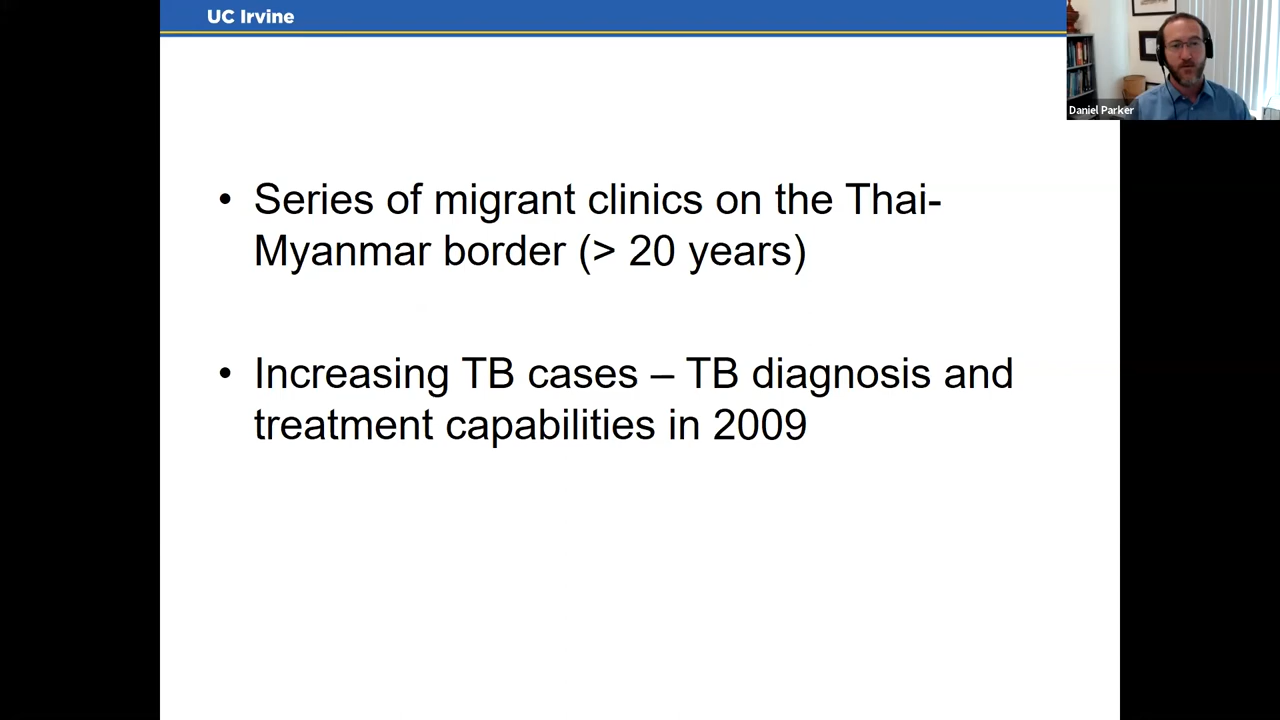 UC Irvine
Daniel Parker
• Series of migrant clinics on the Thai-
Myanmar border (> 20 years)
• Increasing TB cases – TB diagnosis and
treatment capabilities in 2009